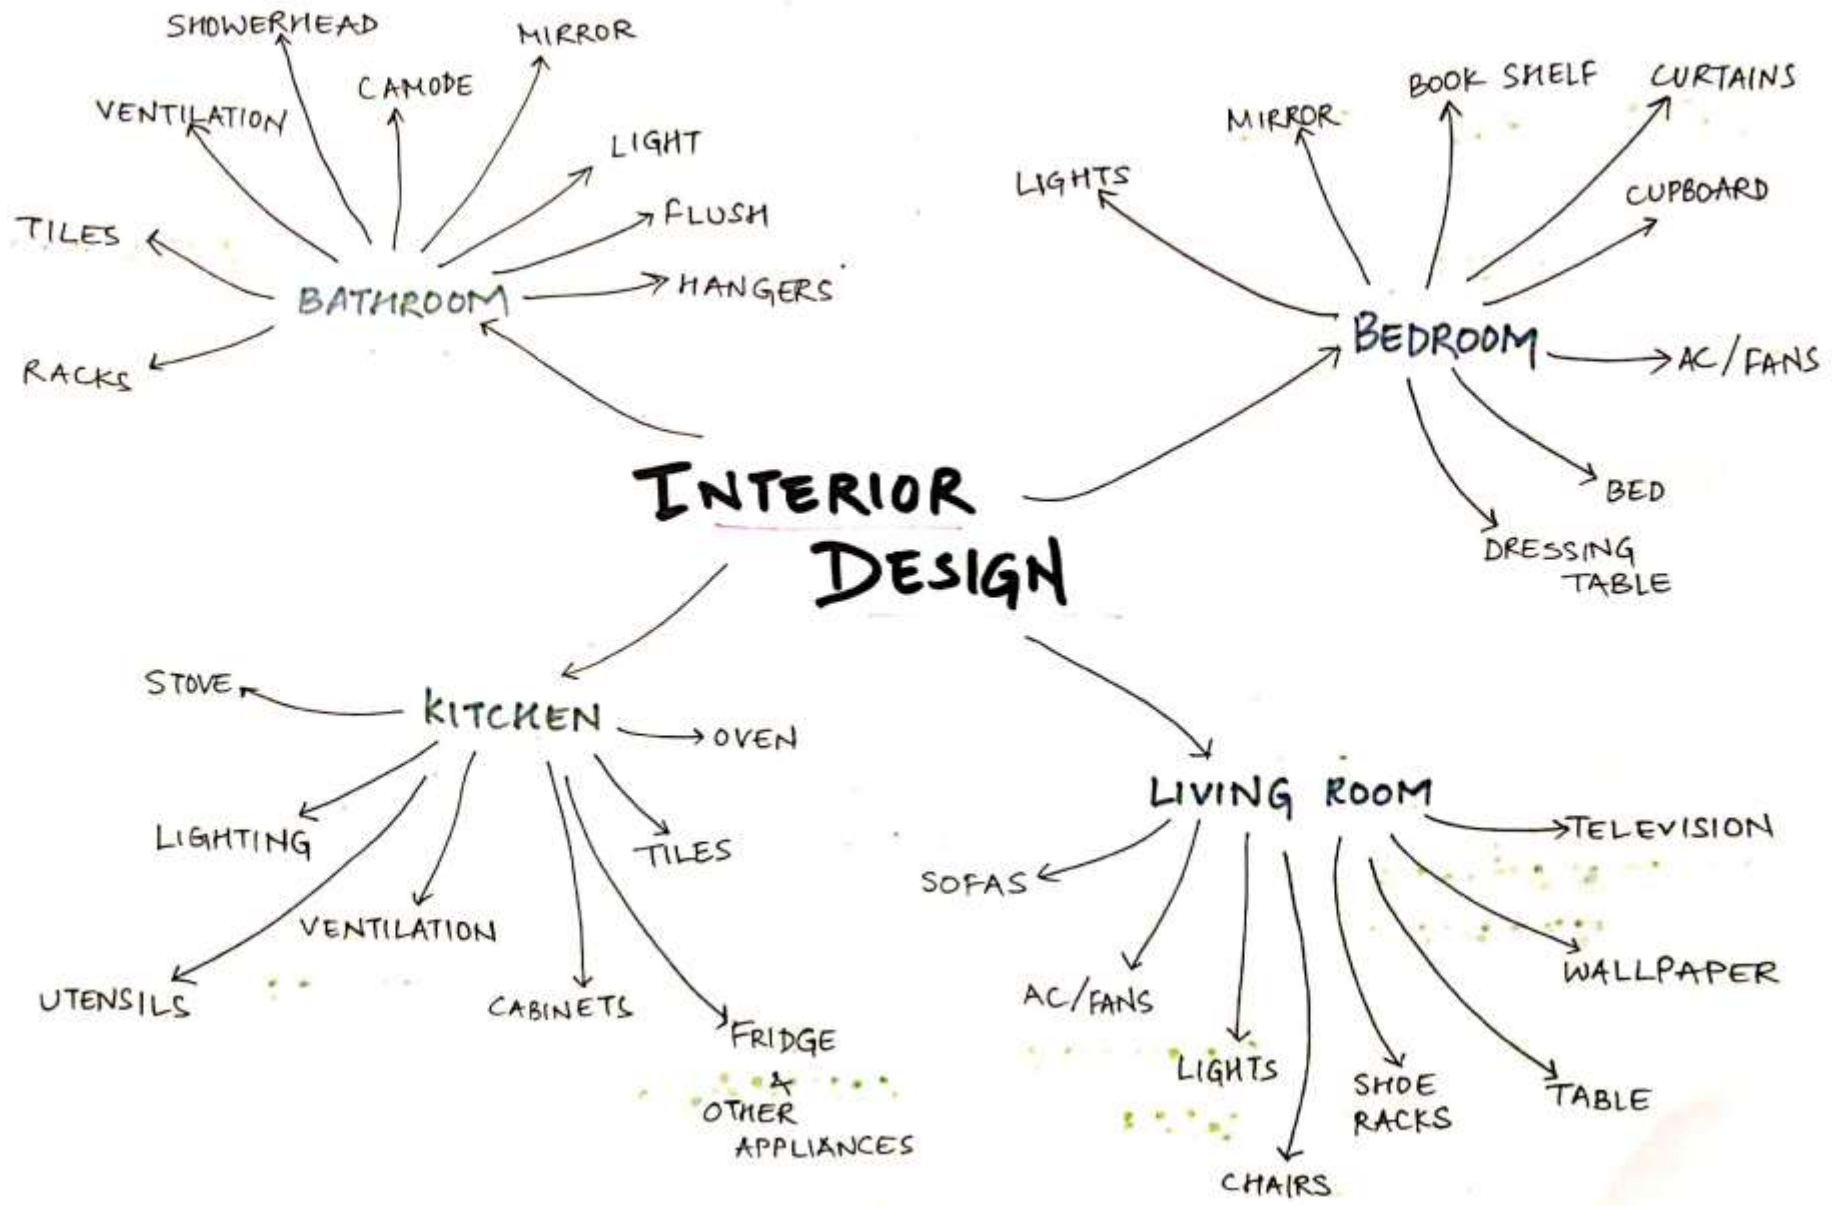 SHOWERHEAD
MIRROR
CAMODE
VENTILATION
LIGHT
TILES
FLUSH
HANGERS
BATHROOM
RACKS
BOOK SHELF
CURTAINS
MIRROR
LIGHTS
CUPBOARD
BEDROOM
AC/FANS
BED
DRESSING
TABLE
INTERIOR
DESIGN
STOVE
KITCHEN
OVEN
LIGHTING
TILES
VENTILATION
UTENSILS
CABINETS
FRIDGE
&
OTHER
APPLIANCES
LIVING ROOM
TELEVISION
SOFAS
WALLPAPER
AC/FANS
LIGHTS
SHOE
RACKS
TABLE
CHAIRS